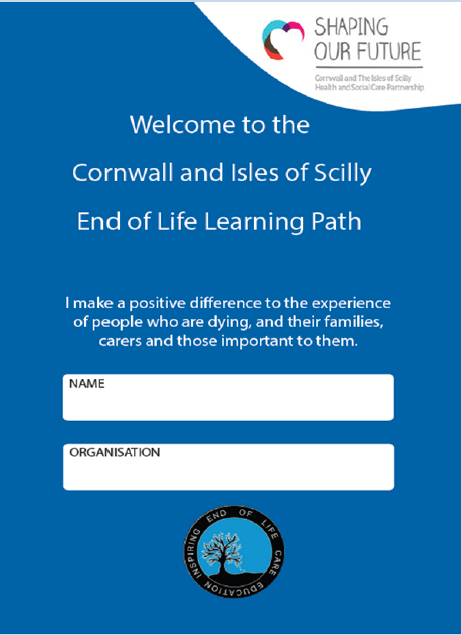 SHAPING
OUR FUTURE
Cornwall and The Isles of Scilly
Health and Social Care Partnership
Welcome to the
Cornwall and Isles of Scilly
End of Life Learning Path
I make a positive difference to the experience
of people who are dying, and their families,
carers and those important to them.
NAME
ORGANISATION
INSPIRING END OF LIFE CARE EDUCATION